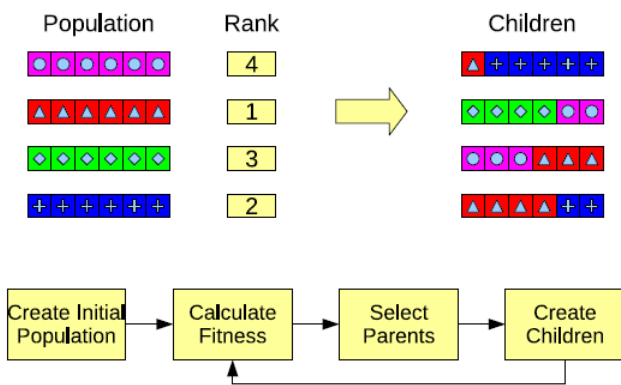 Population Rank Children
4
1
3
2
Create Initial
Population
Calculate
Fitness
Select
Parents
Create
Children